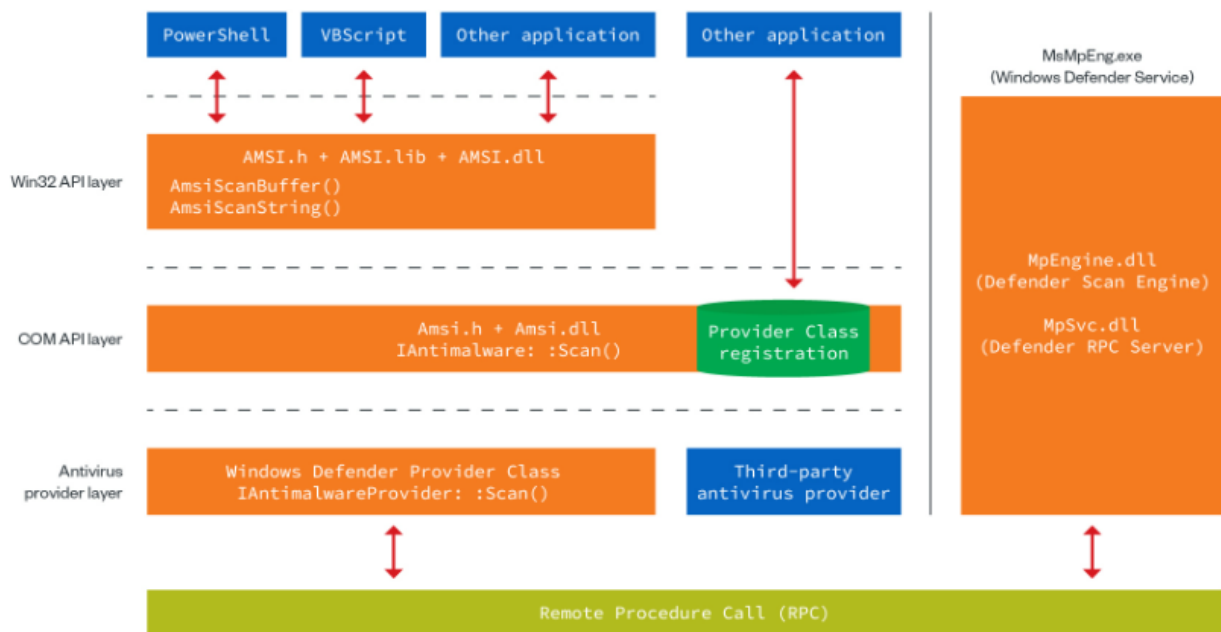 PowerShell
VBScript
Other application
Other application
MsMpEng.exe
(Windows Defender Service)
Win32 API layer
AMSI.h + AMSI.lib + AMSI.dll
AmsiScanBuffer()
AmsiScanString()
MpEngine.dll
(Defender Scan Engine)
MpSvc.dll
(Defender RPC Server)
COM API layer
Amsi.h + Amsi.dll
IAntimalware: :Scan()
Provider Class
registration
Antivirus
provider layer
Windows Defender Provider Class
IAntimalwareProvider: :Scan()
Third-party
antivirus provider
Remote Procedure Call (RPC)